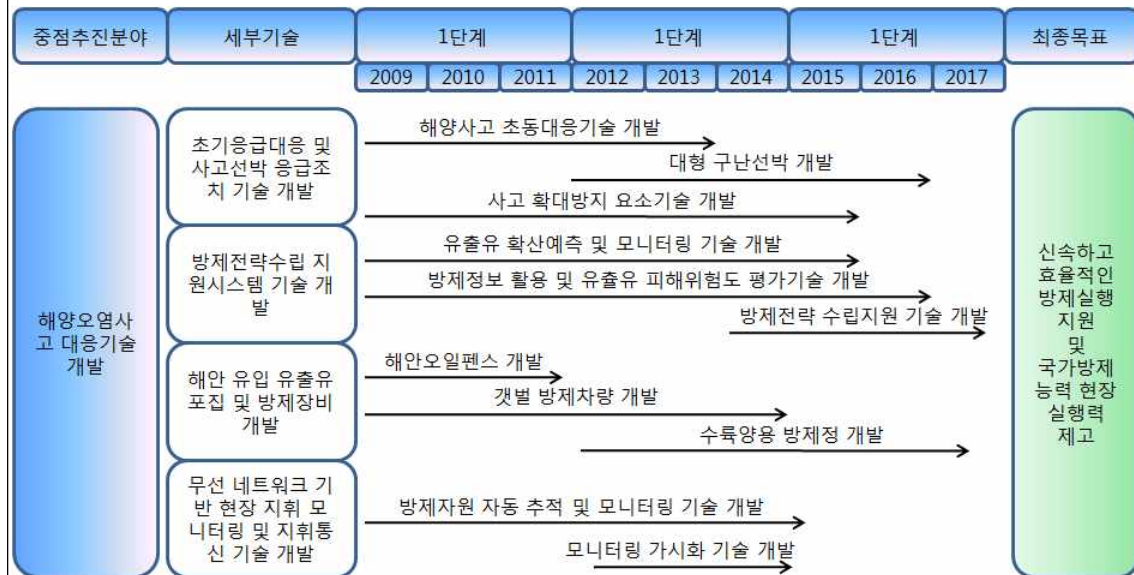 중점추진분야
세부기술
1단계
1단계
1단계
최종목표
2009
2010
2011
2012
2013
2014
2015
2016
2017
해양오염사
고 대응기술
개발
초기응급대응 및
사고선박 응급조
치 기술 개발
해양사고 초동대응기술 개발
대형 구난선박 개발
사고 확대방지 요소기술 개발
방제전략수립 지
원시스템 기술 개
발
유출유 확산예측 및 모니터링 기술 개발
방제정보 활용 및 유츌유 피해위험도 평가기술 개발
방제전략 수립지원 기술 개발
해안 유입 유출유
포집 및 방제장비
개발
해안오일펜스 개발
갯벌 방제차량 개발
수륙양용 방제정 개발
무선 네트워크 기
반 현장 지휘 모
니터링 및 지휘통
신 기술 개발
방제자원 자동 추적 및 모니터링 기술 개발
모니터링 가시화 기술 개발
신속하고
효율적인
방제실행
지원
및
국가방제
능력 현장
실행력
제고